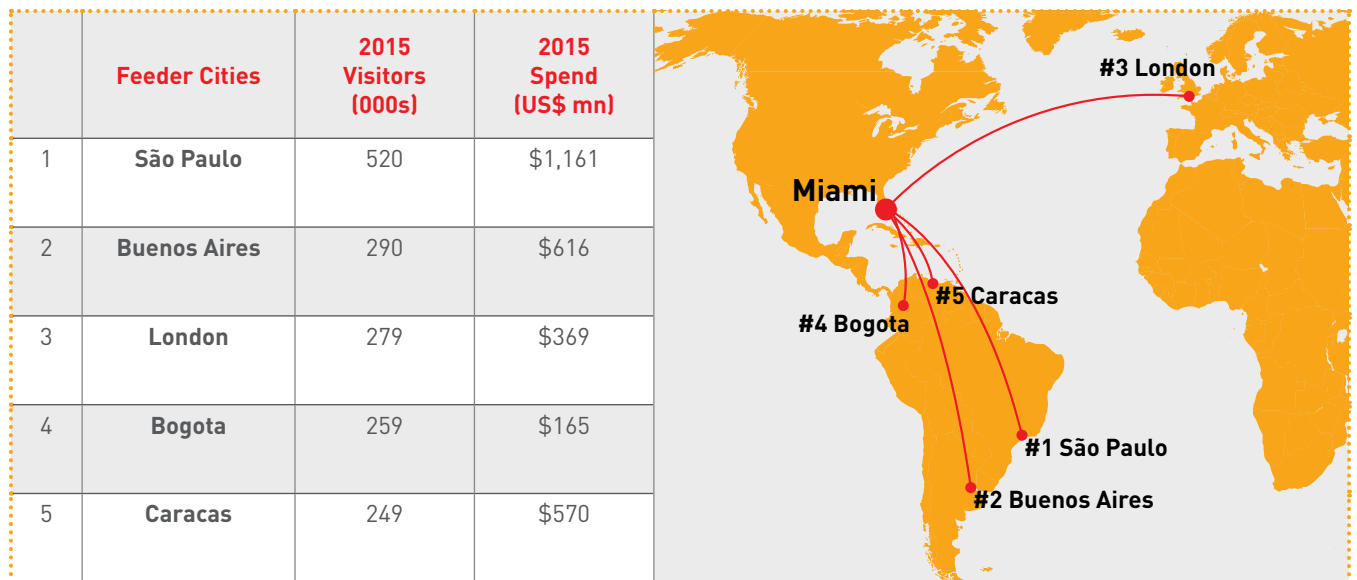 Feeder Cities
2015
Visitors
(000s)
2015
Spend
(US$ mn)
1 São Paulo 520 $1,161
2 Buenos Aires 290 $616
3 London 279 $369
4 Bogota 259 $165
5 Caracas 249 $570
#3 London
Miami
#5 Caracas
#4 Bogota
#1 São Paulo
#2 Buenos Aires